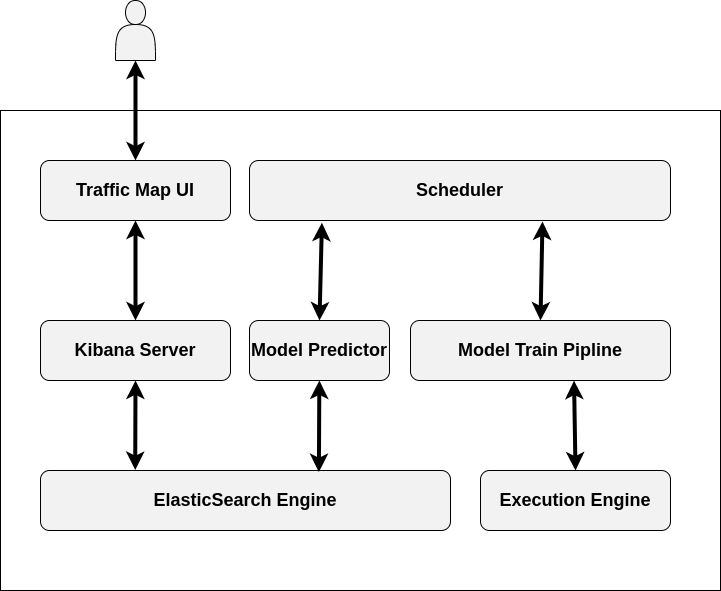 Traffic Map UI
Scheduler
Kibana Server
Model Predictor
Model Train Pipline
ElasticSearch Engine
Execution Engine